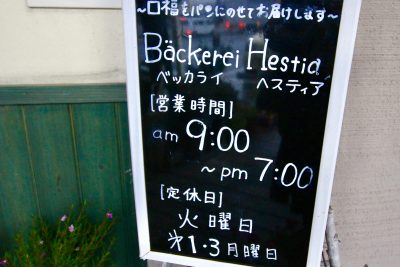 ～口福をパンにのせてお届けします～
Bäckerei Hestia
ベッカライ ヘスティア
[営業時間]
am 9:00
～pm 7:00
[定休日]
火曜日
第1・3月曜日